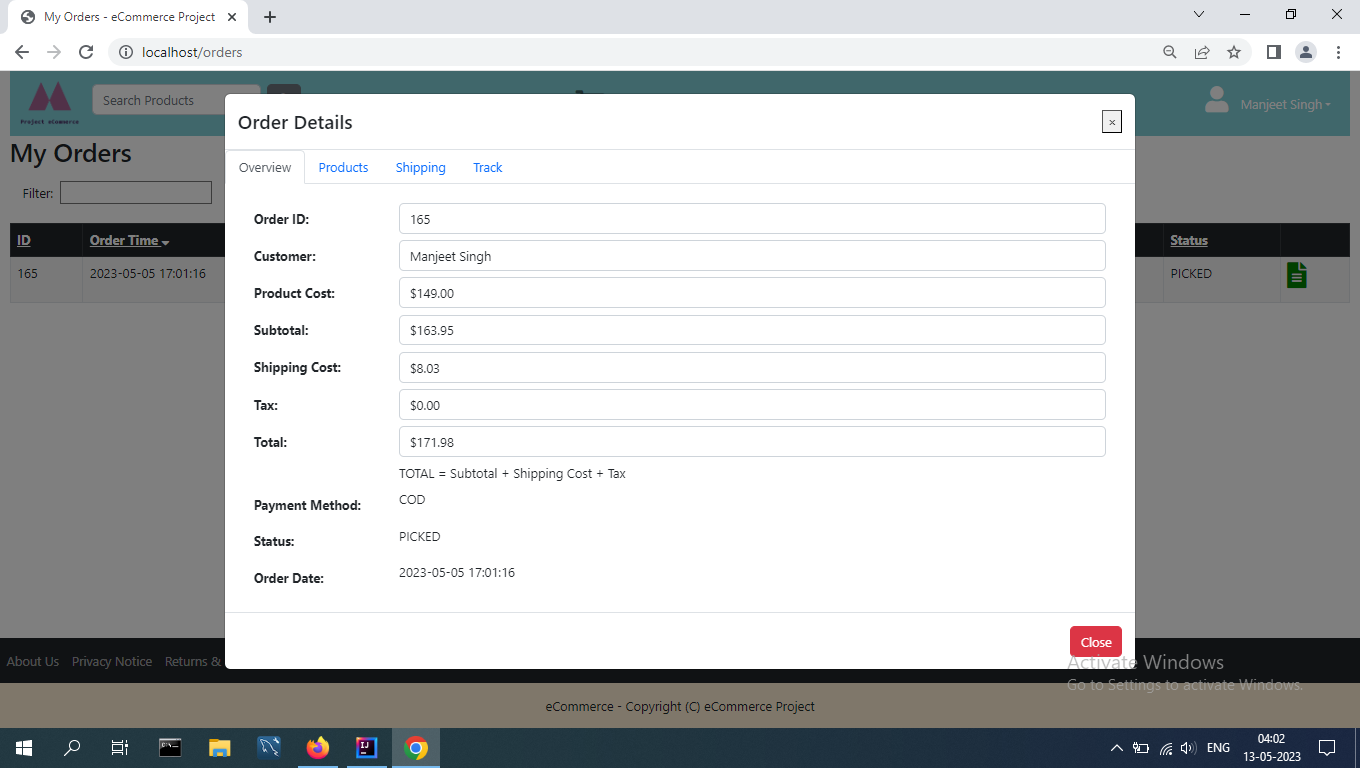 My Orders - eCommerce Project
localhost/orders
Project eCommerce
Search Products
Manjeet Singh
My Orders
Filter:
ID Order Time Status
165 2023-05-05 17:01:16 PICKED
Order Details
×
Overview Products Shipping Track
Order ID: 165
Customer: Manjeet Singh
Product Cost: $149.00
Subtotal: $163.95
Shipping Cost: $8.03
Tax: $0.00
Total: $171.98
TOTAL = Subtotal + Shipping Cost + Tax
Payment Method: COD
Status: PICKED
Order Date: 2023-05-05 17:01:16
Close
About Us Privacy Notice Returns &
Activate Windows
Go to Settings to activate Windows.
eCommerce - Copyright (C) eCommerce Project
IJ
ENG
04:02
13-05-2023